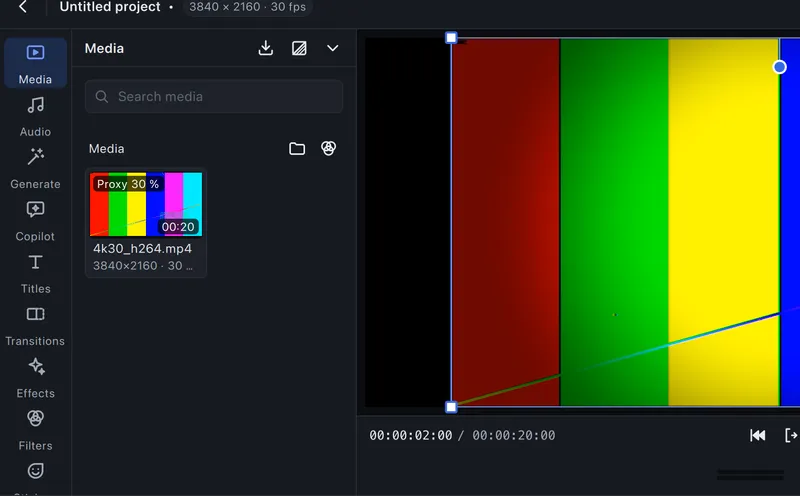 Untitled project • 3840 × 2160 · 30 fps
Media
Media
Search media
Audio
Media
Generate
Proxy 30 %
00:20
Copilot
4k30_h264.mp4
3840×2160 · 30 …
Titles
Transitions
Effects
Filters
00:00:02:00 / 00:00:20:00